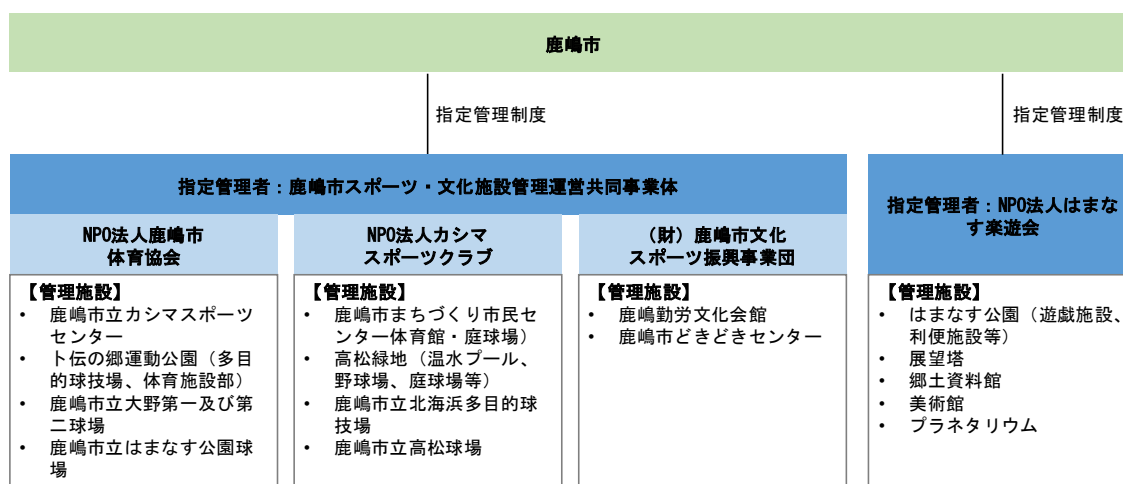 鹿嶋市
指定管理制度
指定管理制度
指定管理者：鹿嶋市スポーツ・文化施設管理運営共同事業体
NPO法人鹿嶋市
体育協会
【管理施設】
• 鹿嶋市立カシマスポーツ
センター
• 卜伝の郷運動公園（多目
的球技場、体育施設部）
• 鹿嶋市立大野第一及び第
二球場
• 鹿嶋市立はまなす公園球
場
NPO法人カシマ
スポーツクラブ
【管理施設】
• 鹿嶋市まちづくり市民セ
ンター体育館・庭球場）
• 高松緑地（温水プール、
野球場、庭球場等）
• 鹿嶋市立北海浜多目的球
技場
• 鹿嶋市立高松球場
（財）鹿嶋市文化
スポーツ振興事業団
【管理施設】
• 鹿嶋勤労文化会館
• 鹿嶋市どきどきセンター
指定管理者：NPO法人はまな
す楽遊会
【管理施設】
• はまなす公園（遊戯施設、
利便施設等）
• 展望塔
• 郷土資料館
• 美術館
• プラネタリウム